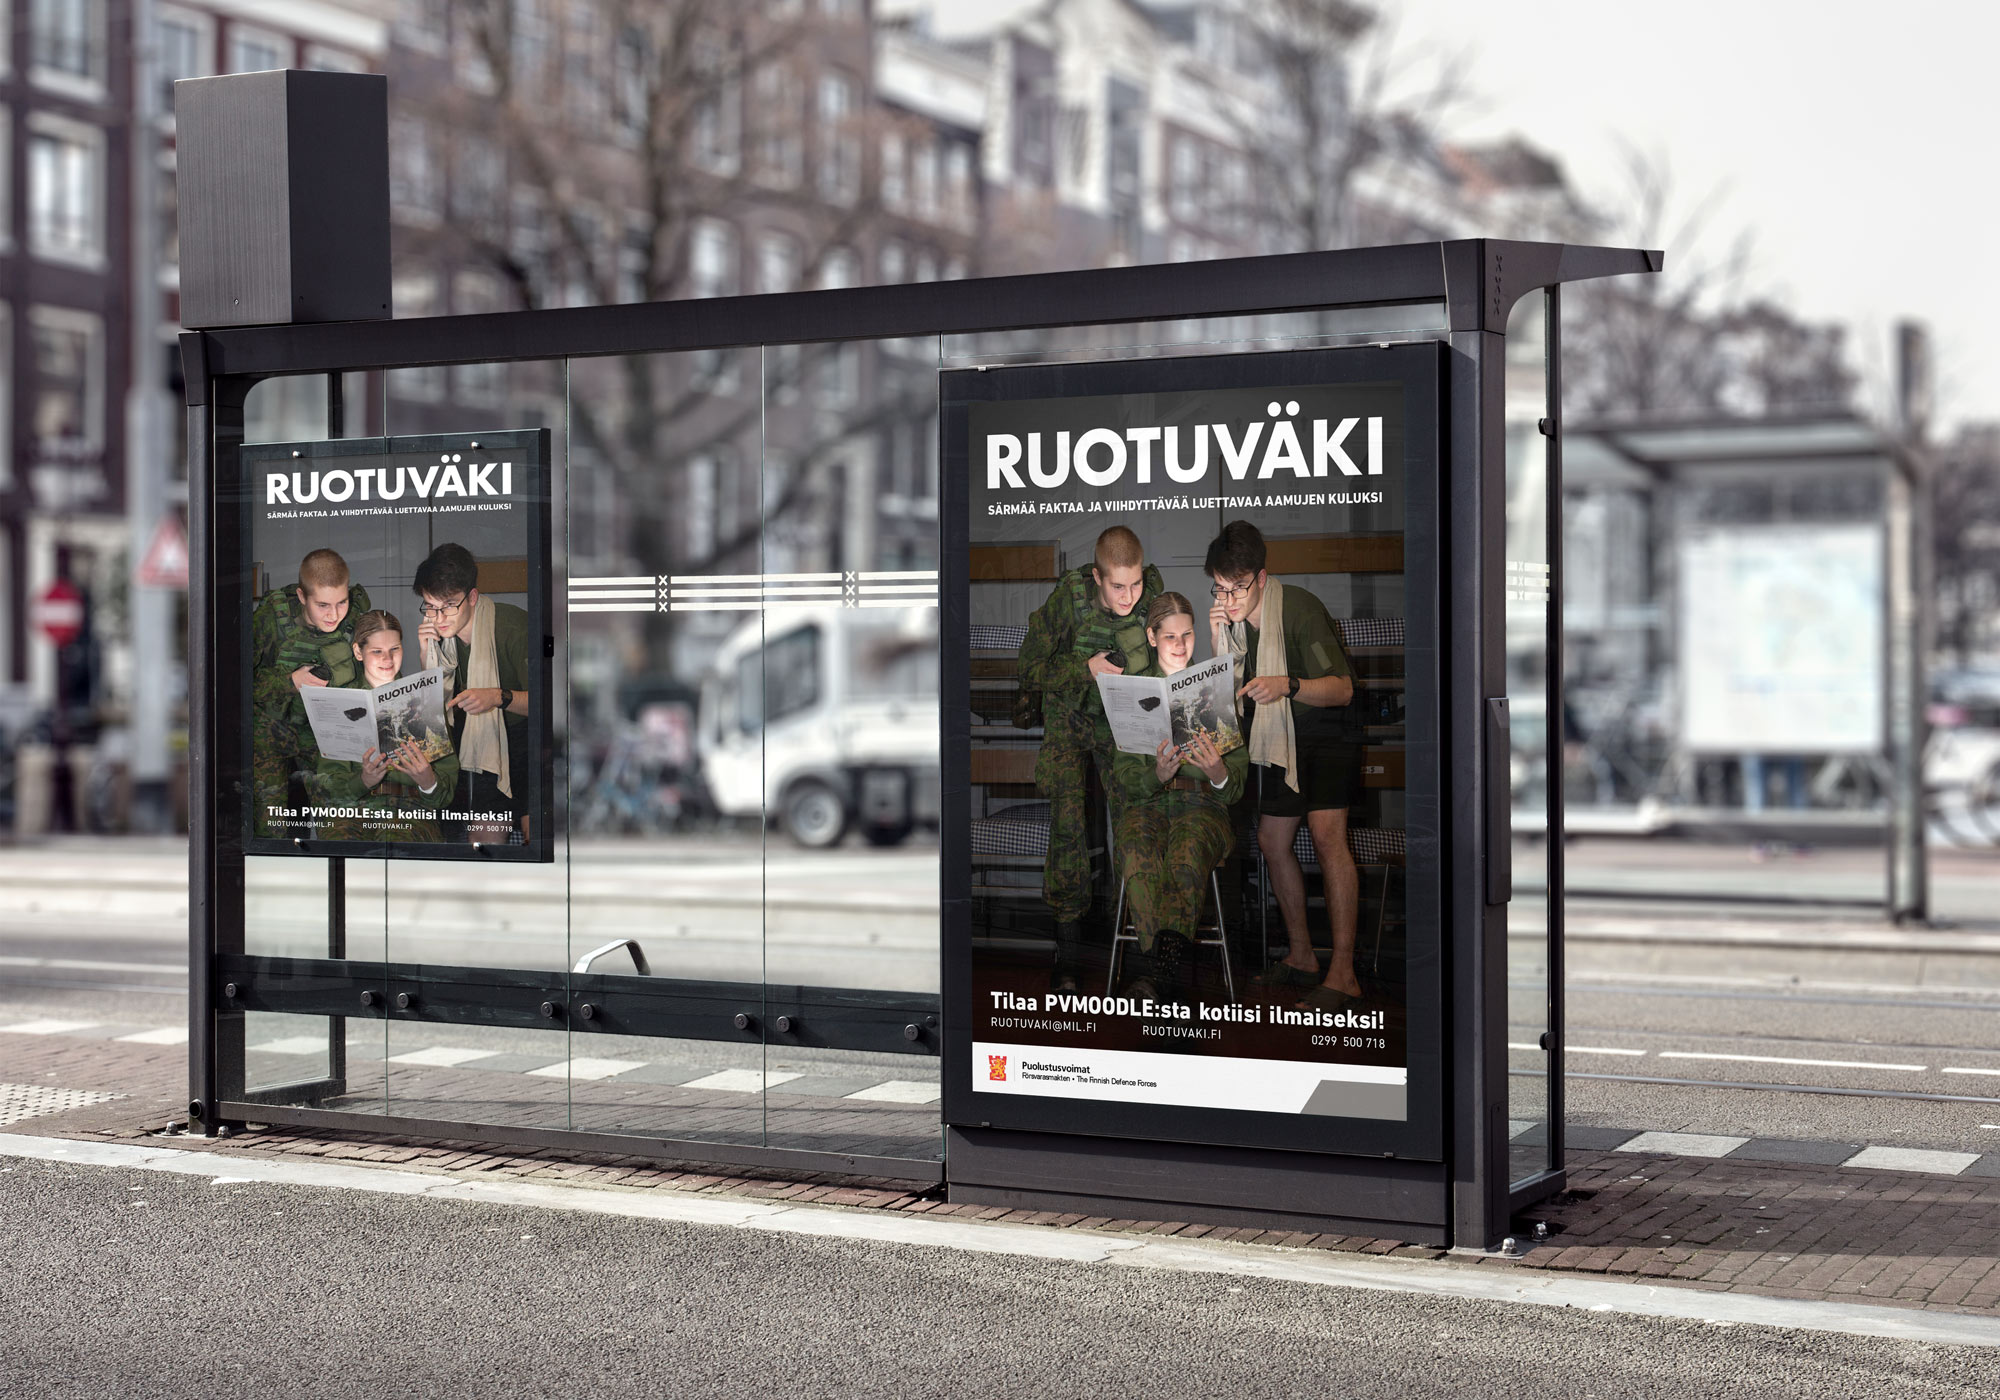 RUOTUVÄKI
SÄRMÄÄ FAKTAA JA VIIHDYTTÄVÄÄ LUETTAVAA AAMUJEN KULUKSI
RUOTUVÄKI
Tilaa PVMOODLE:sta kotiisi ilmaiseksi!
RUOTUVAKI@MIL.FI RUOTUVAKI.FI 0299 500 718
RUOTUVÄKI
SÄRMÄÄ FAKTAA JA VIIHDYTTÄVÄÄ LUETTAVAA AAMUJEN KULUKSI
RUOTUVÄKI
Tilaa PVMOODLE:sta kotiisi ilmaiseksi!
RUOTUVAKI@MIL.FI RUOTUVAKI.FI 0299 500 718
Puolustusvoimat
Försvarsmakten • The Finnish Defence Forces